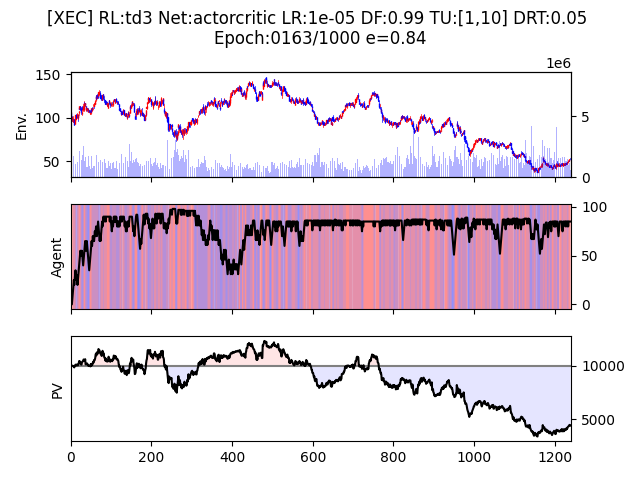 [XEC] RL:td3 Net:actorcritic LR:1e-05 DF:0.99 TU:[1,10] DRT:0.05
Epoch:0163/1000 e=0.84
1e6
150
100
50
Env.
5
0
Agent
100
50
0
PV
10000
5000
0 200 400 600 800 1000 1200